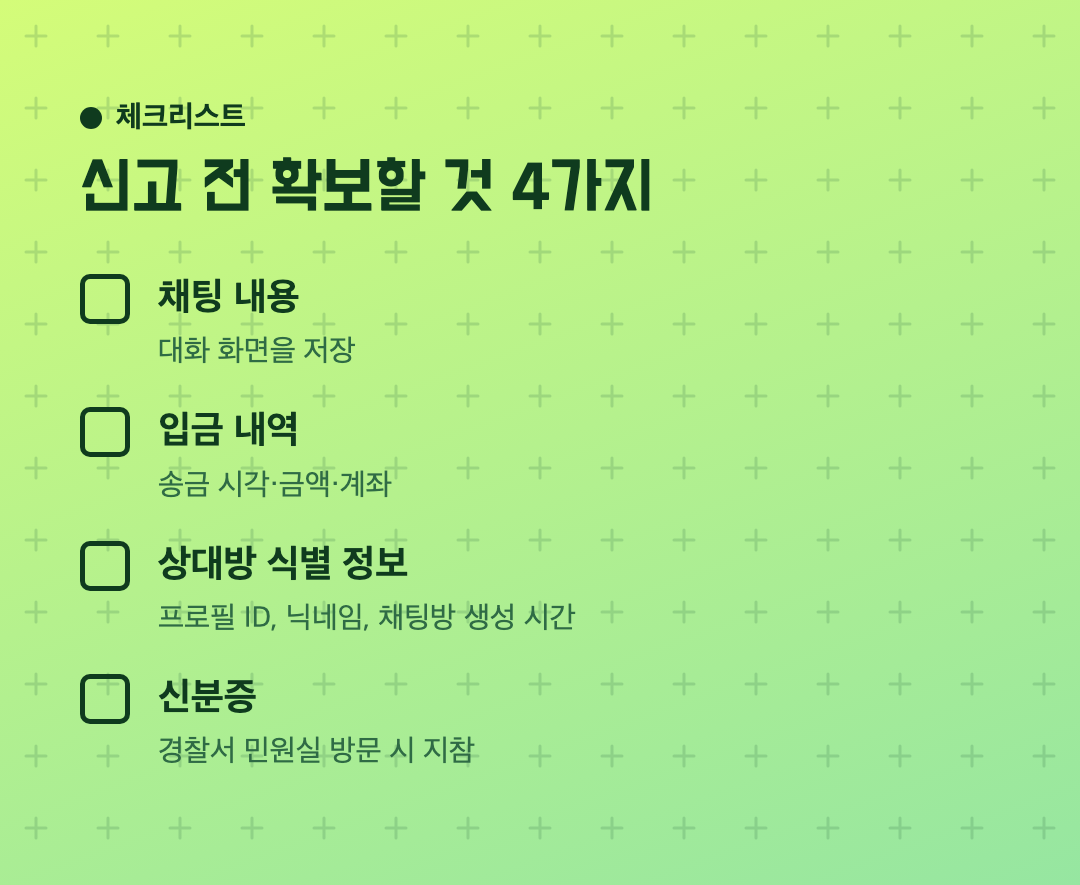 체크리스트
신고 전 확보할 것 4가지
채팅 내용
대화 화면을 저장
입금 내역
송금 시각·금액·계좌
상대방 식별 정보
프로필 ID, 닉네임, 채팅방 생성 시간
신분증
경찰서 민원실 방문 시 지참